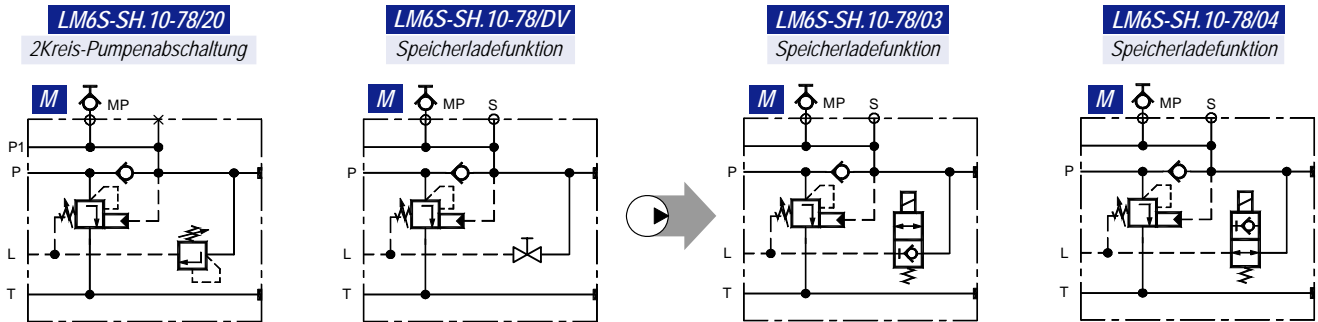 LM6S-SH.10-78/20
2Kreis-Pumpenabschaltung
M
MP
P1
P
L
T
LM6S-SH.10-78/DV
Speicherladefunktion
M
MP
S
P
L
T
LM6S-SH.10-78/03
Speicherladefunktion
M
MP
S
P
L
T
LM6S-SH.10-78/04
Speicherladefunktion
M
MP
S
P
L
T